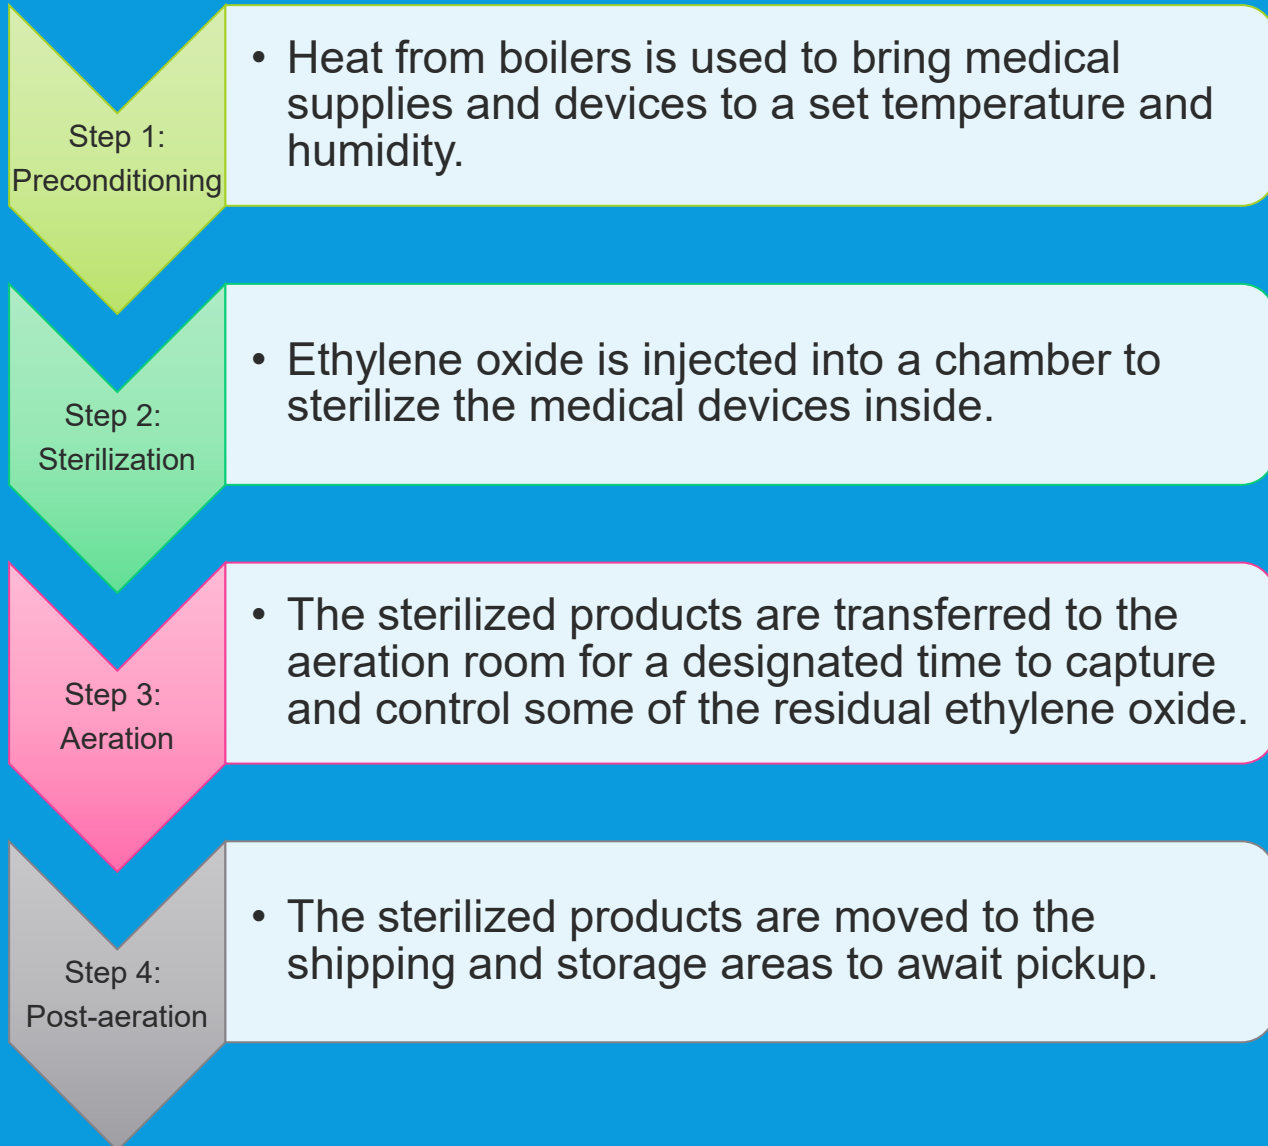 Step 1:
Preconditioning
• Heat from boilers is used to bring medical
supplies and devices to a set temperature and
humidity.
Step 2:
Sterilization
• Ethylene oxide is injected into a chamber to
sterilize the medical devices inside.
Step 3:
Aeration
• The sterilized products are transferred to the
aeration room for a designated time to capture
and control some of the residual ethylene oxide.
Step 4:
Post-aeration
• The sterilized products are moved to the
shipping and storage areas to await pickup.